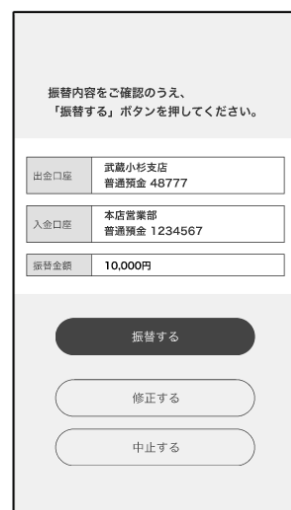 振替内容をご確認のうえ、
「振替する」ボタンを押してください。
出金口座
武蔵小杉支店
普通預金 48777
入金口座
本店営業部
普通預金 1234567
振替金額
10,000円
振替する
修正する
中止する